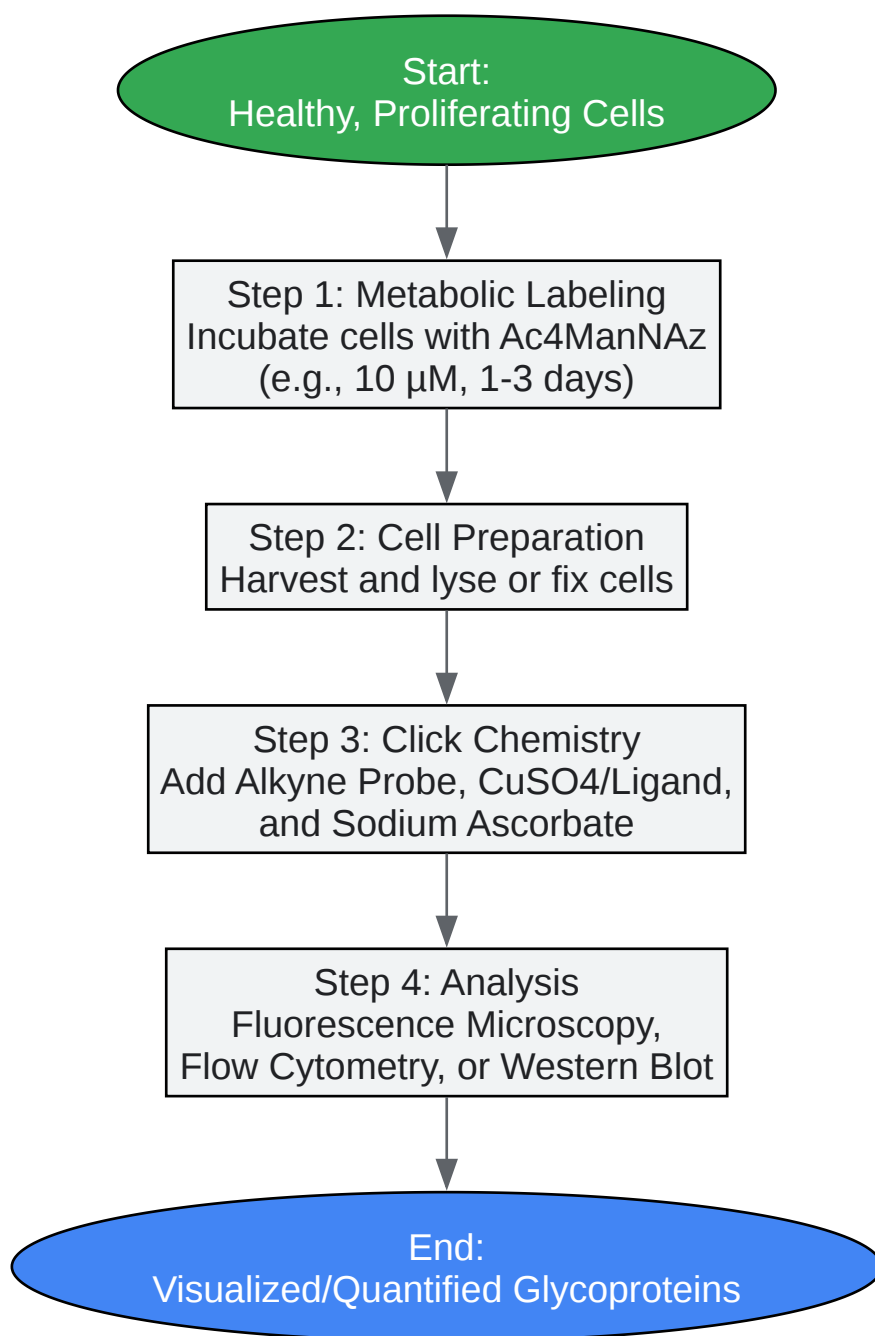 Start:
Healthy, Proliferating Cells
Step 1: Metabolic Labeling
Incubate cells with Ac4ManNAz
(e.g., 10 µM, 1-3 days)
Step 2: Cell Preparation
Harvest and lyse or fix cells
Step 3: Click Chemistry
Add Alkyne Probe, CuSO4/Ligand,
and Sodium Ascorbate
Step 4: Analysis
Fluorescence Microscopy,
Flow Cytometry, or Western Blot
End:
Visualized/Quantified Glycoproteins